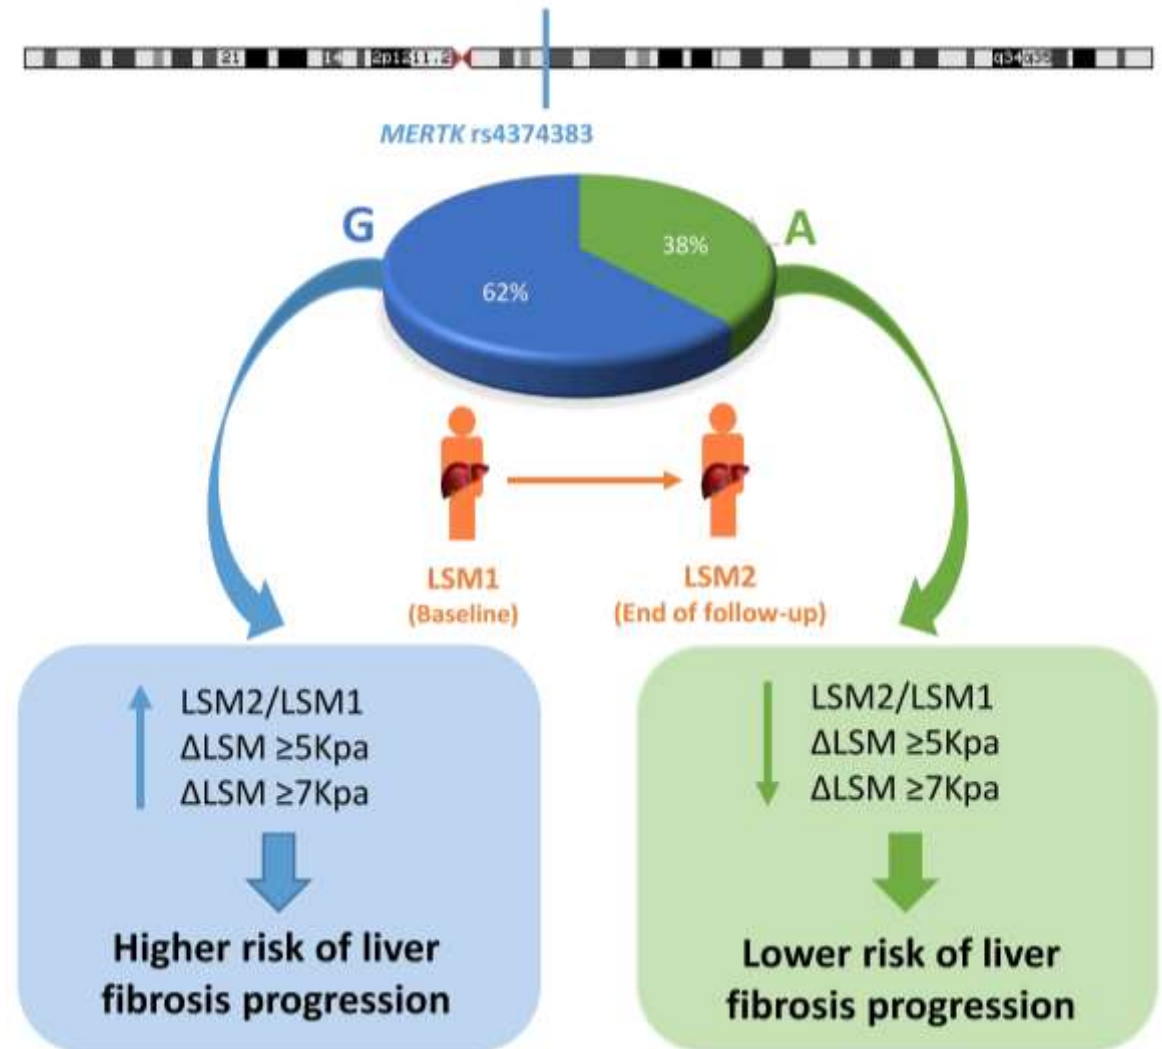 21
14
2p12
11.2
q34
q35
MERTK rs4374383
G
A
38%
62%
LSM1
(Baseline)
LSM2
(End of follow-up)
LSM2/LSM1
ΔLSM ≥5Kpa
ΔLSM ≥7Kpa
Higher risk of liver
fibrosis progression
LSM2/LSM1
ΔLSM ≥5Kpa
ΔLSM ≥7Kpa
Lower risk of liver
fibrosis progression